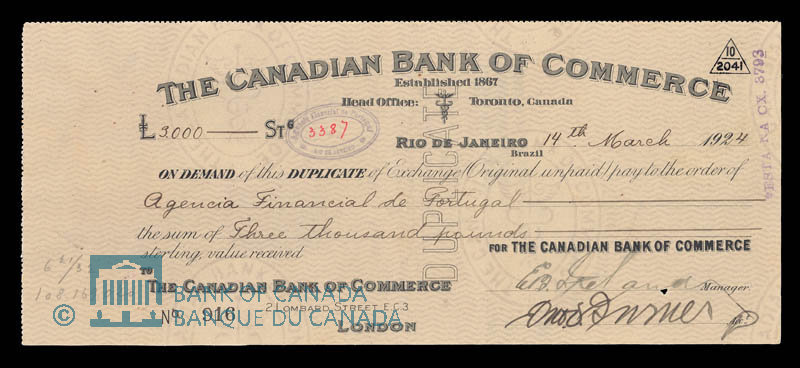 10
2041
THE CANADIAN BANK OF COMMERCE
Established 1867
Head Office: Toronto, Canada
£ 3000 — STG
3387
RIO DE JANEIRO 14th March 1924
Brazil
ON DEMAND of this DUPLICATE of Exchange (Original unpaid) pay to the order of
Agencia Financial de Portugal
the sum of Three thousand pounds
sterling, value received
FOR THE CANADIAN BANK OF COMMERCE
TO
THE CANADIAN BANK OF COMMERCE
Manager.
2 LOMBARD STREET E C 3
No 916
LONDON
DUPLICATE
CX. 3793
© BANK OF CANADA
BANQUE DU CANADA